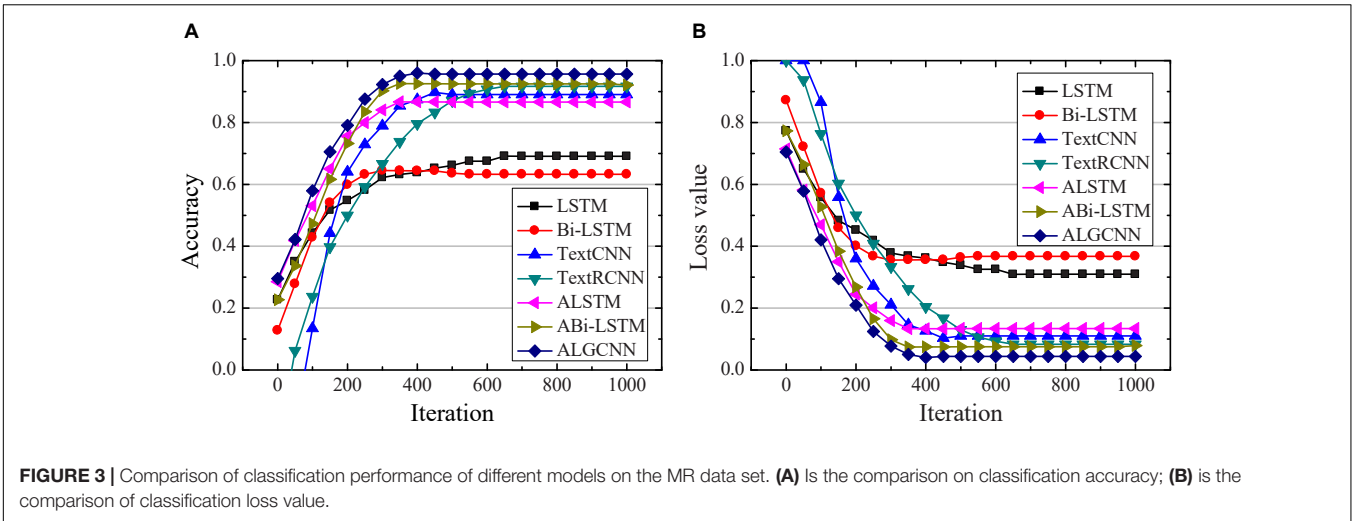 A
1.0
0.8
0.6
0.4
0.2
0.0
Accuracy
0 200 400 600 800 1000
Iteration
LSTM
Bi-LSTM
TextCNN
TextRCNN
ALSTM
ABi-LSTM
ALGCNN
B
1.0
0.8
0.6
0.4
0.2
0.0
Loss value
0 200 400 600 800 1000
Iteration
LSTM
Bi-LSTM
TextCNN
TextRCNN
ALSTM
ABi-LSTM
ALGCNN
FIGURE 3 | Comparison of classification performance of different models on the MR data set. (A) Is the comparison on classification accuracy; (B) is the
comparison of classification loss value.